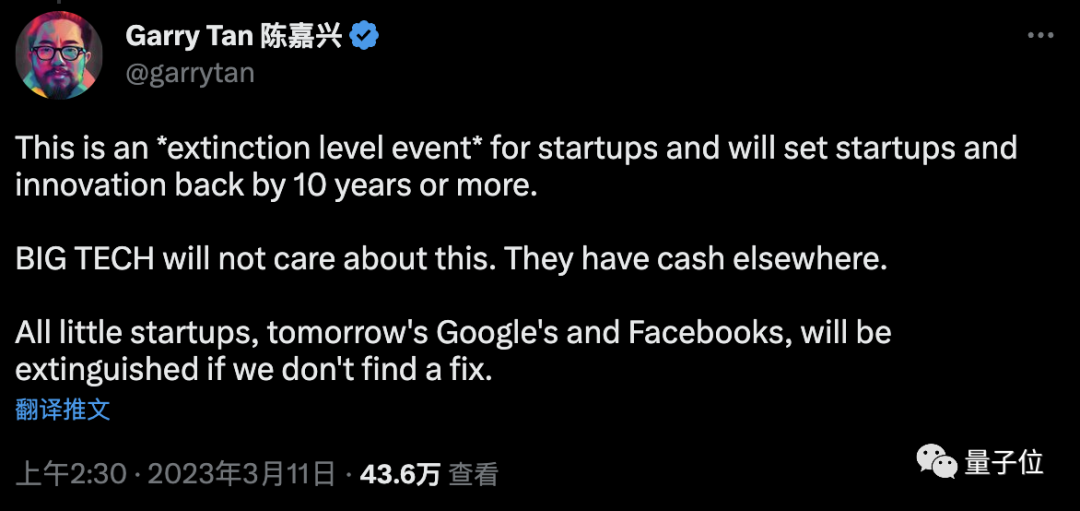 Garry Tan 陈嘉兴
@garrytan
This is an *extinction level event* for startups and will set startups and
innovation back by 10 years or more.
BIG TECH will not care about this. They have cash elsewhere.
All little startups, tomorrow's Google's and Facebooks, will be
extinguished if we don't find a fix.
翻译推文
上午2:30 · 2023年3月11日 · 43.6万 查看
量子位